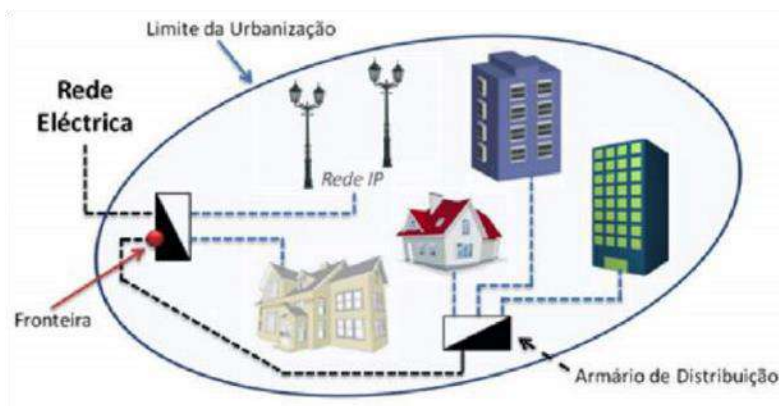 Limite da Urbanização
Rede
Eléctrica
Rede IP
Fronteira
Armário de Distribuição